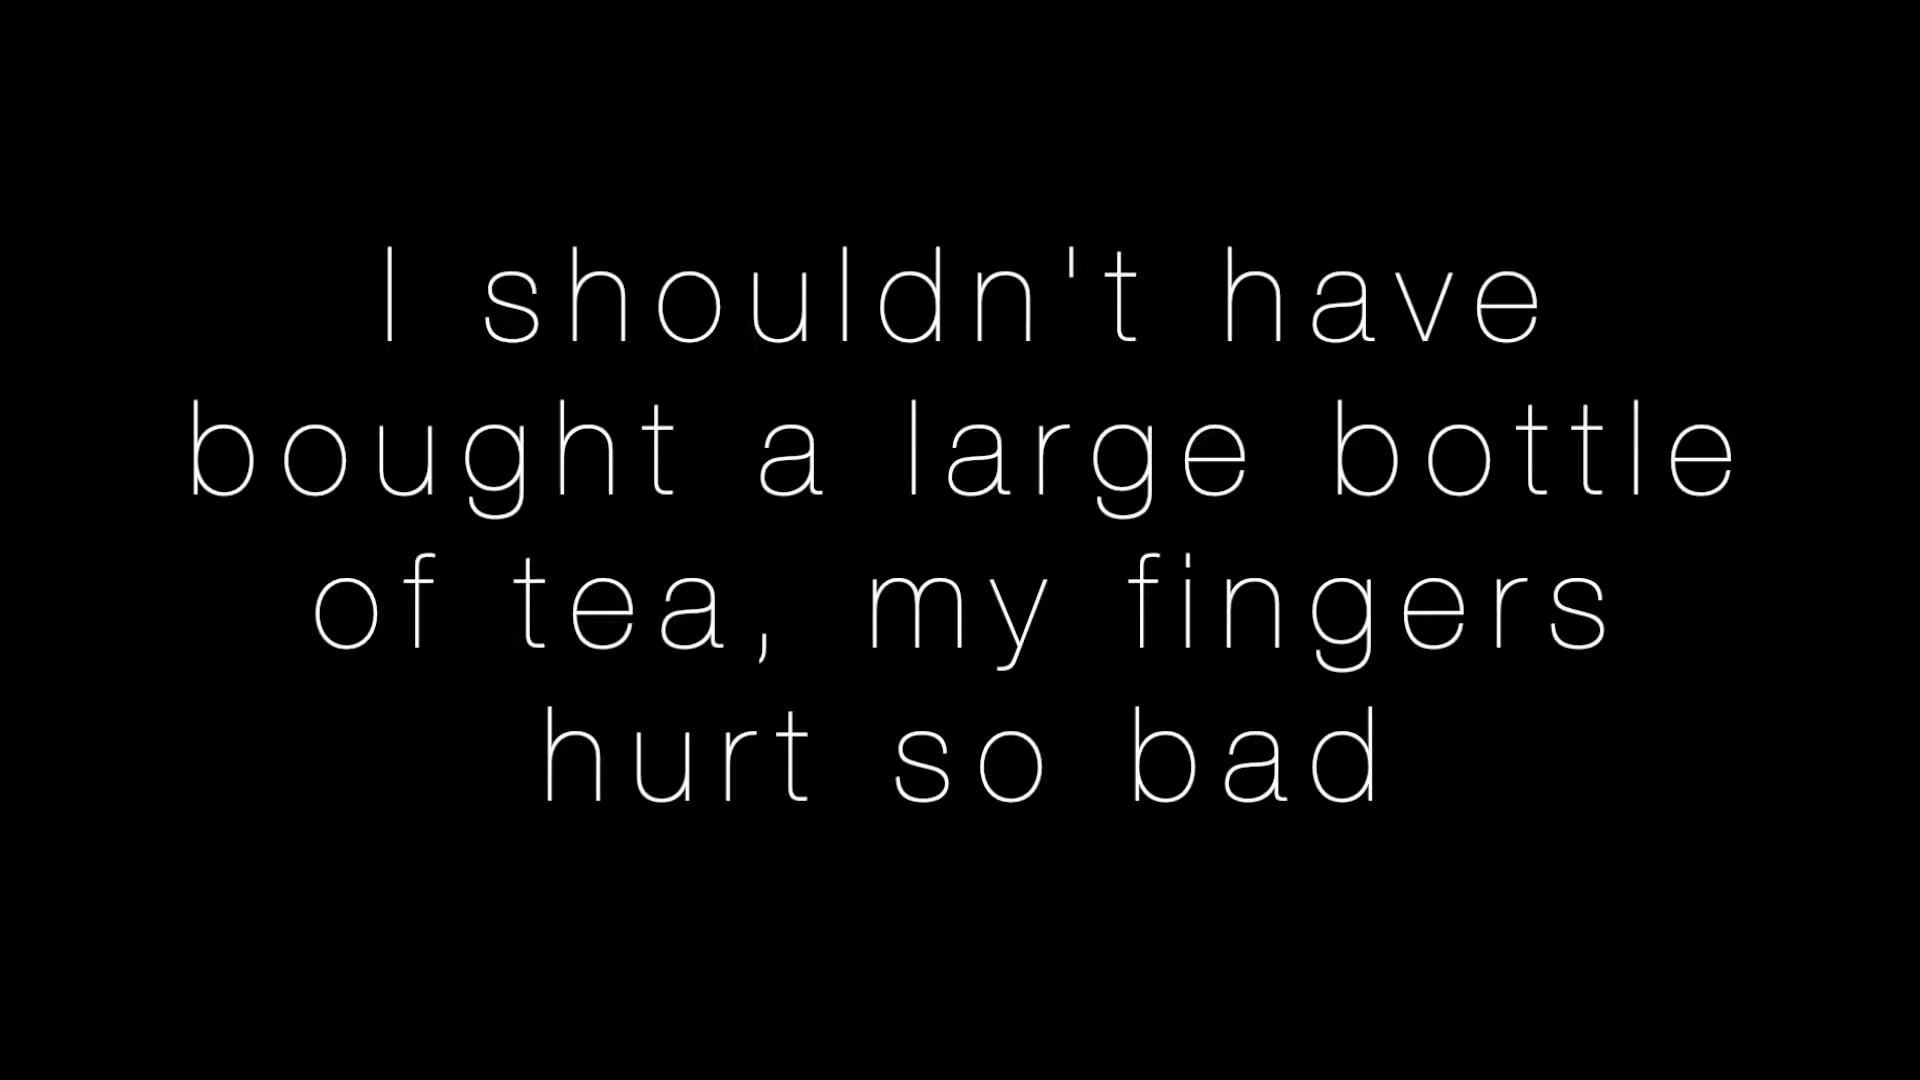 I shouldn't have
bought a large bottle
of tea, my fingers
hurt so bad